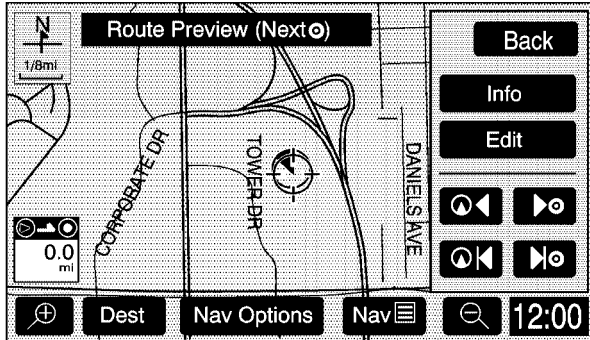 N
1/8mi
Route Preview (Next)
Back
Info
Edit
CORPORATE DR
TOWER DR
DANIELS AVE
0.0
mi
Dest
Nav Options
Nav
12:00